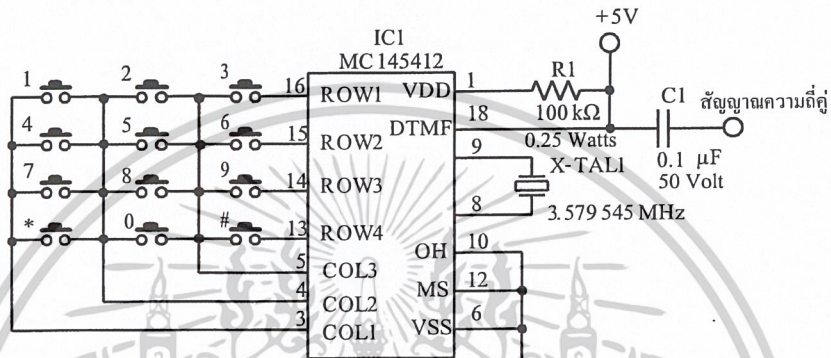 +5V
IC1
MC 145412
1 2 3 16 ROW1 VDD 1 R1 C1 สัญญาณความถี่คู่
100 kΩ
4 5 6 15 ROW2 DTMF 18 0.25 Watts 0.1 µF
50 Volt
7 8 9 14 ROW3 9 X-TAL1
8 3.579 545 MHz
* 0 # 13 ROW4 OH 10
5 COL3 MS 12
4 COL2
3 COL1 VSS 6